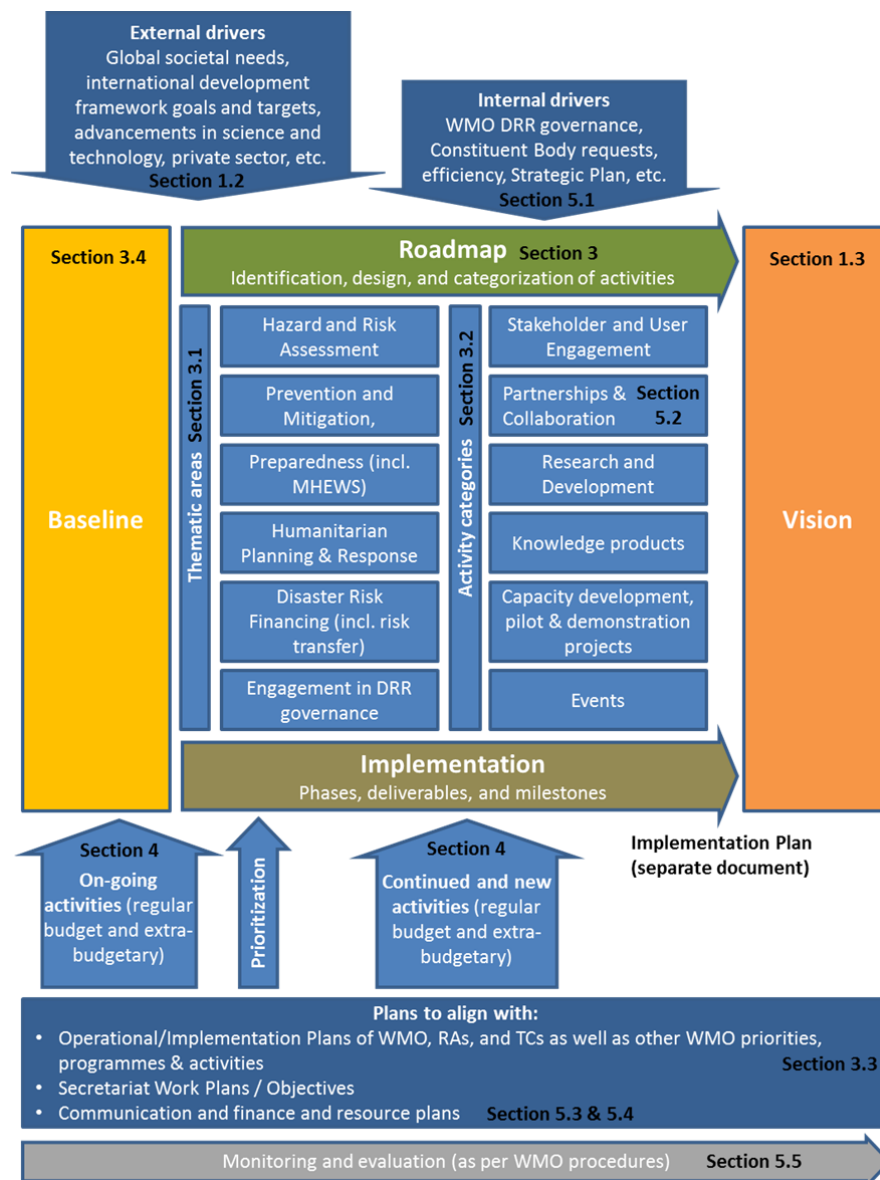 External drivers
Global societal needs,
international development
framework goals and targets,
advancements in science and
technology, private sector, etc.
Section 1.2
Internal drivers
WMO DRR governance,
Constituent Body requests,
efficiency, Strategic Plan, etc.
Section 5.1
Section 3.4
Baseline
Roadmap Section 3
Identification, design, and categorization of activities
Section 1.3
Vision
Thematic areas Section 3.1
Hazard and Risk
Assessment
Prevention and
Mitigation,
Preparedness (incl.
MHEWS)
Humanitarian
Planning & Response
Disaster Risk
Financing (incl. risk
transfer)
Engagement in DRR
governance
Activity categories Section 3.2
Stakeholder and User
Engagement
Partnerships & Section
Collaboration 5.2
Research and
Development
Knowledge products
Capacity development,
pilot & demonstration
projects
Events
Implementation
Phases, deliverables, and milestones
Implementation Plan
(separate document)
Section 4
On-going
activities (regular
budget and extra-
budgetary)
Prioritization
Section 4
Continued and new
activities (regular
budget and extra-
budgetary)
Plans to align with:
• Operational/Implementation Plans of WMO, RAs, and TCs as well as other WMO priorities,
programmes & activities Section 3.3
• Secretariat Work Plans / Objectives
• Communication and finance and resource plans Section 5.3 & 5.4
Monitoring and evaluation (as per WMO procedures) Section 5.5